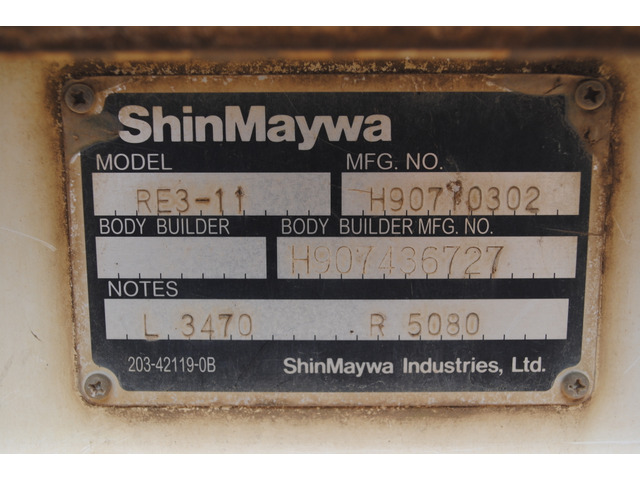 ShinMaywa
MODEL MFG. NO.
RE3-11 H90710302
BODY BUILDER BODY BUILDER MFG. NO.
H907436727
NOTES
L 3470 R 5080
203-42119-0B ShinMaywa Industries, Ltd.